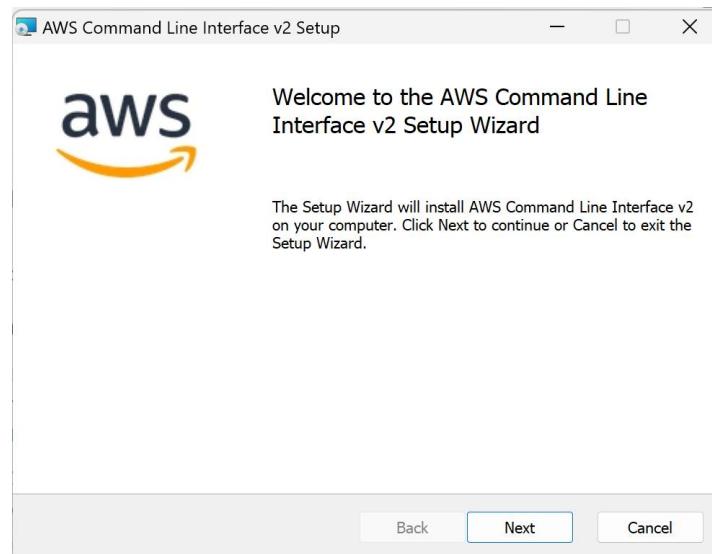 AWS Command Line Interface v2 Setup
aws
Welcome to the AWS Command Line
Interface v2 Setup Wizard
The Setup Wizard will install AWS Command Line Interface v2
on your computer. Click Next to continue or Cancel to exit the
Setup Wizard.
Back Next Cancel